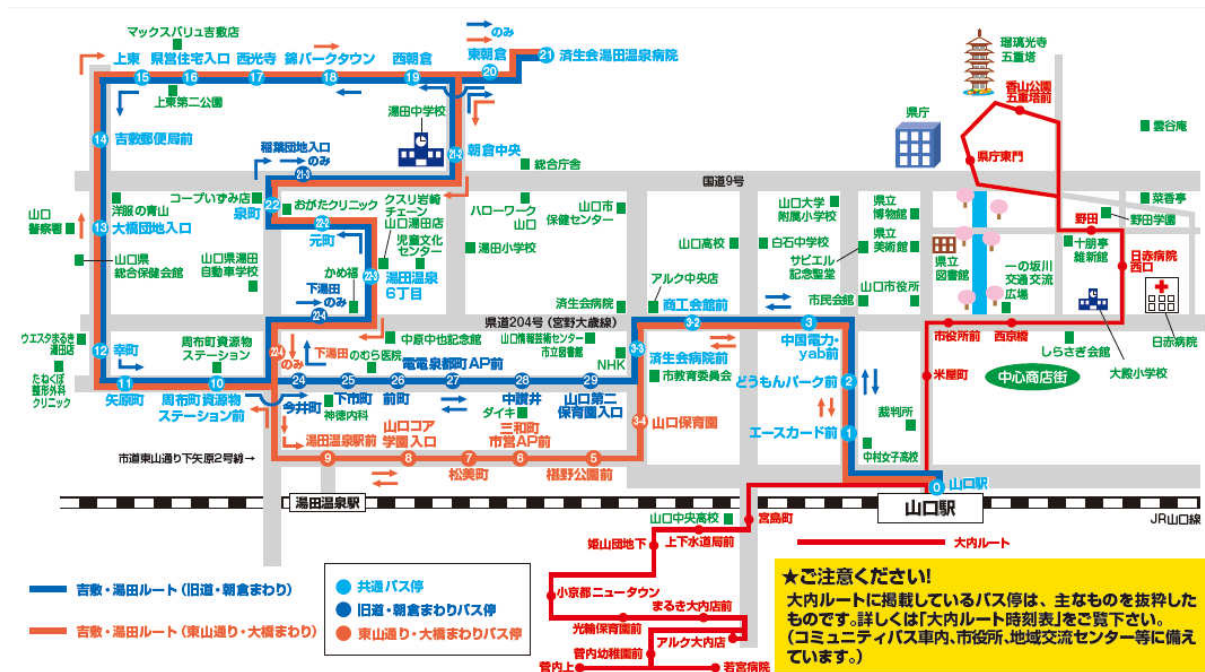 マックスバリュ吉敷店
上東
県営住宅入口
西光寺
錦パークタウン
西朝倉
のみ
東朝倉
21
済生会湯田温泉病院
15
16
17
18
19
20
上東第二公園
湯田中学校
瑠璃光寺
五重塔
香山公園
五重塔前
県庁
雲谷庵
14
吉敷郵便局前
稲葉団地入口
のみ
21-3
21-2
朝倉中央
総合庁舎
県庁東門
国道9号
洋服の青山
コープいずみ店
泉町
22
おがたクリニック
クスリ岩崎
チェーン
山口湯田店
児童文化
センター
ハローワーク
山口
山口市
保健センター
山口大学
附属小学校
県立
博物館
菜香亭
野田
野田学園
山口
警察署
13
大橋団地入口
22-2
元町
湯田小学校
山口高校
白石中学校
県立
美術館
サビエル
記念聖堂
県立
図書館
十朋亭
維新館
日赤病院
西口
山口県
総合保健会館
山口県湯田
自動車学校
かめ福
22-3
湯田温泉
6丁目
アルク中央店
一の坂川
交通交流
広場
下湯田
のみ
22-4
済生会病院
商工会館前
市民会館
山口市役所
県道204号(宮野大歳線)
3-2
3
市役所前
西京橋
大殿小学校
日赤病院
ウエスタまるき
湯田店
12
幸町
周布町資源物
ステーション
22-4
のみ
下湯田
のむら医院
中原中也記念館
山口情報芸術センター
市立図書館
NHK
3-3
済生会病院前
中国電力・
yab前
しらさぎ会館
電電泉都町AP前
市教育委員会
どうもんパーク前
2
米屋町
中心商店街
たねくぼ
整形外科
クリニック
11
10
24
25
26
27
28
29
矢原町
周布町資源物
ステーション前
今井町
下市町
前町
中讃井
山口第二
保育園入口
神徳内科
ダイキ
3-4
山口保育園
エースカード前
1
裁判所
湯田温泉駅前
山口コア
学園入口
三和町
市営AP前
中村女子高校
市道東山通り下矢原2号線→
9
8
7
6
5
松美町
椹野公園前
0
山口駅
湯田温泉駅
山口駅
JR山口線
山口中央高校
宮島町
姫山団地下
上下水道局前
大内ルート
吉敷・湯田ルート(旧道・朝倉まわり)
吉敷・湯田ルート(東山通り・大橋まわり)
共通バス停
旧道・朝倉まわりバス停
東山通り・大橋まわりバス停
小京都ニュータウン
まるき大内店前
光輪保育園前
アルク大内店
菅内幼稚園前
菅内上
若宮病院
★ご注意ください!
大内ルートに掲載しているバス停は、主なものを抜粋した
ものです。詳しくは「大内ルート時刻表」をご覧下さい。
(コミュニティバス車内、市役所、地域交流センター等に備え
ています。)